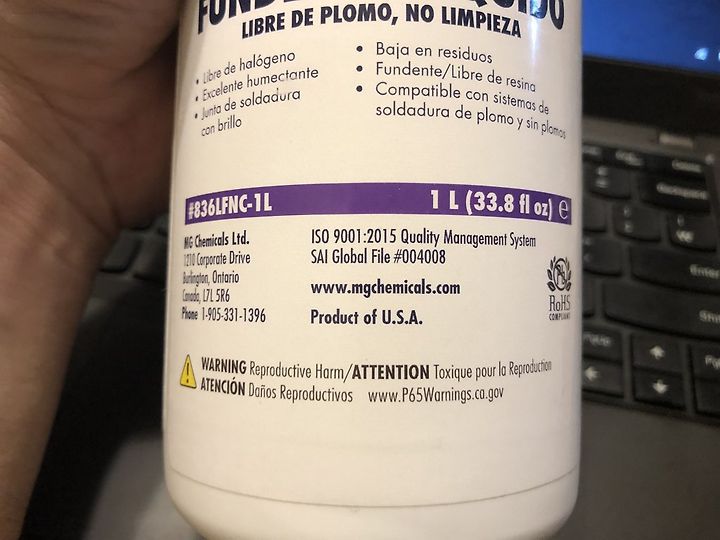 LIBRE DE PLOMO, NO LIMPIEZA
• Libre de halógeno
• Excelente humectante
• Junta de soldadura
con brillo
• Baja en residuos
• Fundente/Libre de resina
• Compatible con sistemas de
soldadura de plomo y sin plomos
#836LFNC-1L 1 L (33.8 fl oz) ℮
MG Chemicals Ltd.
1210 Corporate Drive
Burlington, Ontario
Canada, L7L 5R6
Phone 1-905-331-1396
ISO 9001:2015 Quality Management System
SAI Global File #004008
www.mgchemicals.com
Product of U.S.A.
RoHS
COMPLIANT
WARNING Reproductive Harm/ATTENTION Toxique pour la Reproduction
ATENCIÓN Daños Reproductivos www.P65Warnings.ca.gov